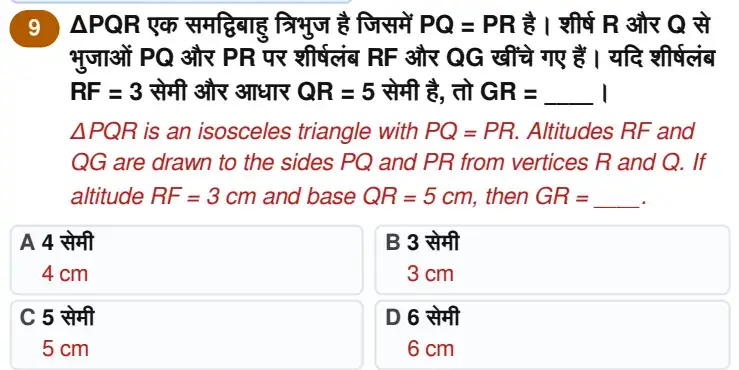 9 ΔPQR एक समद्विबाहु त्रिभुज है जिसमें PQ = PR है। शीर्ष R और Q से
भुजाओं PQ और PR पर शीर्षलंब RF और QG खींचे गए हैं। यदि शीर्षलंब
RF = 3 सेमी और आधार QR = 5 सेमी है, तो GR = ____ ।
ΔPQR is an isosceles triangle with PQ = PR. Altitudes RF and
QG are drawn to the sides PQ and PR from vertices R and Q. If
altitude RF = 3 cm and base QR = 5 cm, then GR = ____.
A 4 सेमी
4 cm
B 3 सेमी
3 cm
C 5 सेमी
5 cm
D 6 सेमी
6 cm